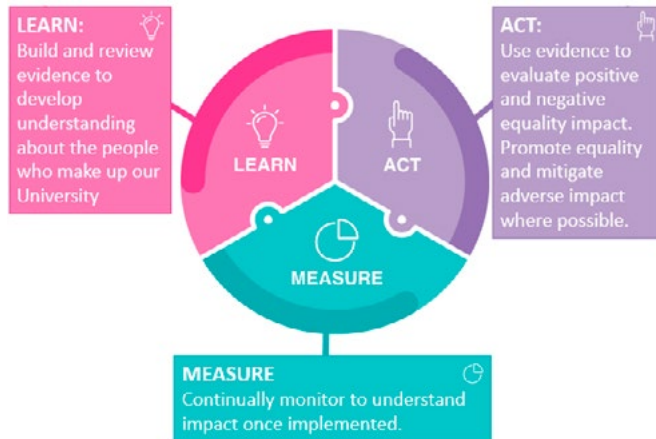 LEARN:
Build and review
evidence to
develop
understanding
about the people
who make up our
University
ACT:
Use evidence to
evaluate positive
and negative
equality impact.
Promote equality
and mitigate
adverse impact
where possible.
LEARN
ACT
MEASURE
MEASURE
Continually monitor to understand
impact once implemented.